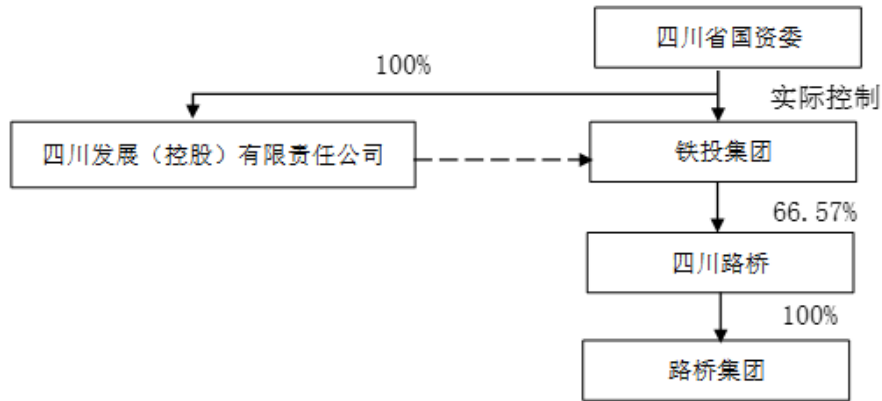 四川省国资委
100%
实际控制
四川发展（控股）有限责任公司
铁投集团
66.57%
四川路桥
100%
路桥集团